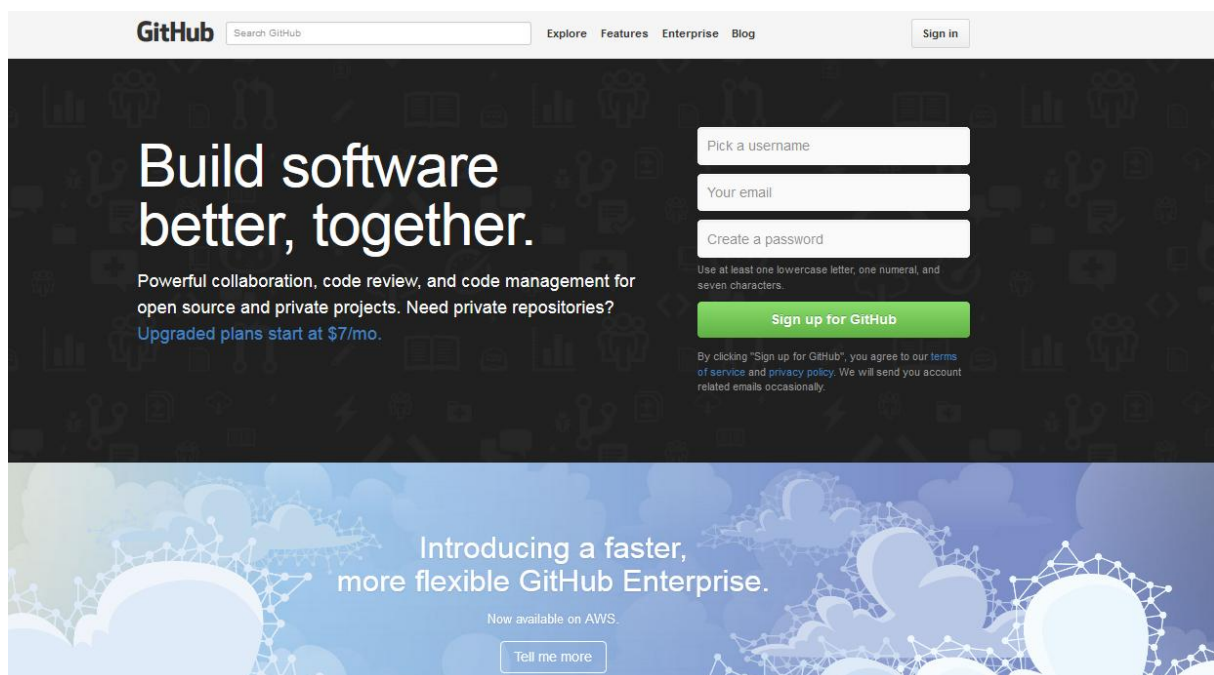 GitHub
Search GitHub
Explore Features Enterprise Blog
Sign in
Build software
better, together.
Powerful collaboration, code review, and code management for
open source and private projects. Need private repositories?
Upgraded plans start at $7/mo.
Pick a username
Your email
Create a password
Use at least one lowercase letter, one numeral, and
seven characters.
Sign up for GitHub
By clicking "Sign up for GitHub", you agree to our terms
of service and privacy policy. We will send you account
related emails occasionally.
Introducing a faster,
more flexible GitHub Enterprise.
Now available on AWS.
Tell me more